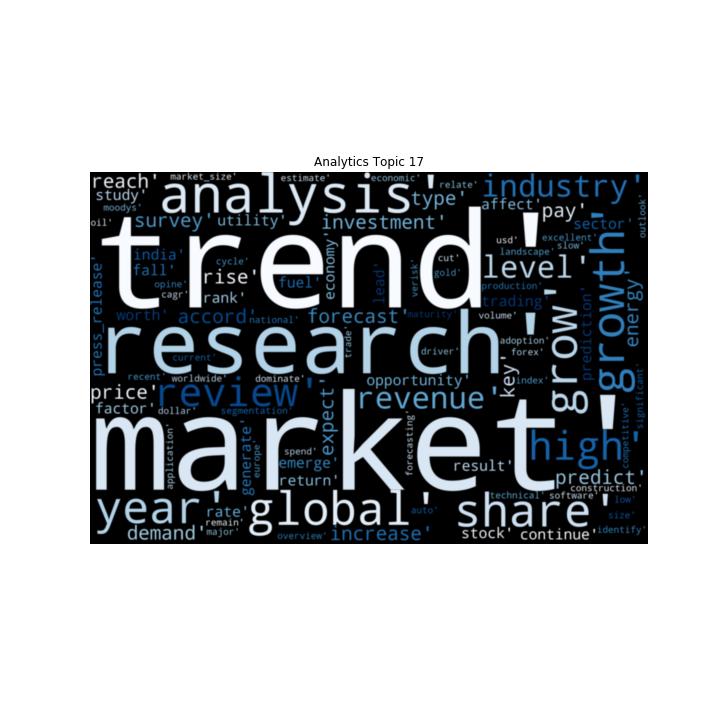 Analytics Topic 17
reach' market_size' estimate' economic' industry'
study' analysis' type' relate' affect' pay' outlook'
moodys' survey' utility' investment' sector'
oil' trend' usd' excellent' slow'
india' cycle' economy' cut' landscape' growth'
fall' rise' fuel' lead' verisk' gold' level' energy'
press_release' opine' cagr' rank' production' trading' grow' prediction'
worth' accord' national' forecast' maturity' volume'
research' trade' driver' adoption' forex'
current' key' index'
recent' worldwide' dominate' opportunity'
price' review' revenue' significant'
factor' dollar' segmentation' expect' competitive'
market' high'
application' generate' europe' spend' forecasting'
emerge' result' predict'
return' construction'
year' global' share' technical' software' low'
rate' auto' size'
remain' major' identify'
demand' overview' increase' stock' continue'